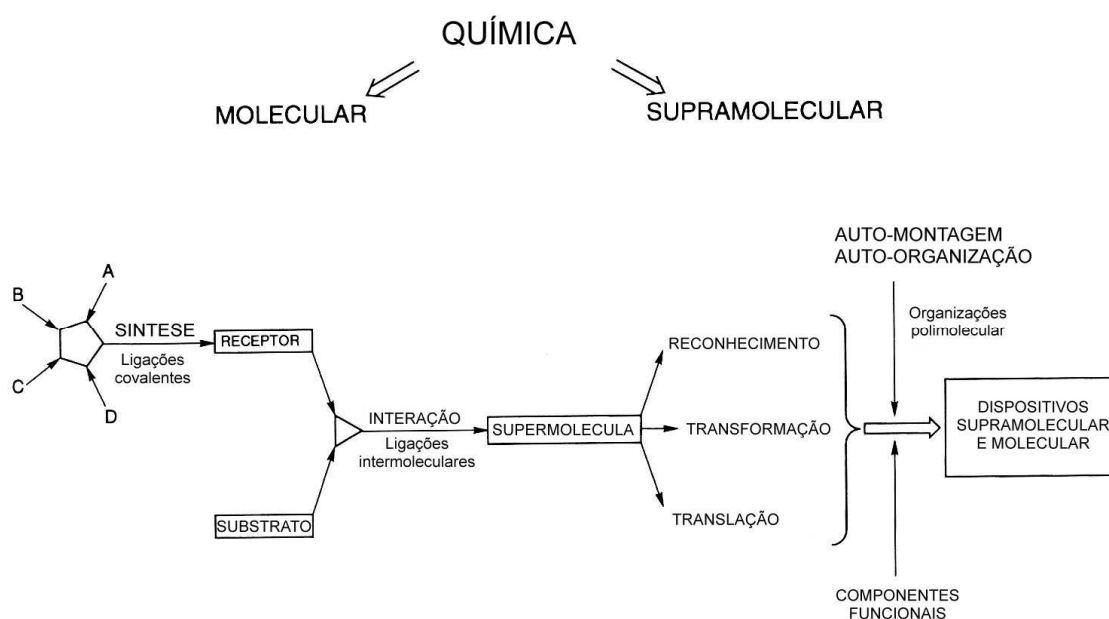 QUÍMICA
MOLECULAR
SUPRAMOLECULAR
AUTO-MONTAGEM
AUTO-ORGANIZAÇÃO
Organizações
polimolecular
A
B
C
D
SINTESE
Ligações
covalentes
RECEPTOR
SUBSTRATO
INTERAÇÃO
Ligações
intermoleculares
SUPERMOLECULA
RECONHECIMENTO
TRANSFORMAÇÃO
TRANSLAÇÃO
DISPOSITIVOS
SUPRAMOLECULAR
E MOLECULAR
COMPONENTES
FUNCIONAIS